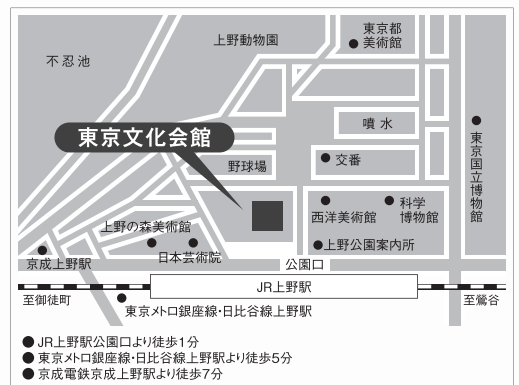 東京都
美術館
上野動物園
不忍池
噴水
東京文化会館
交番
野球場
東京国立博物館
科学
博物館
西洋美術館
上野の森美術館
上野公園案内所
日本芸術院
京成上野駅
公園口
JR上野駅
至御徒町
至鶯谷
東京メトロ銀座線・日比谷線上野駅
●JR上野駅公園口より徒歩1分
●東京メトロ銀座線・日比谷線上野駅より徒歩5分
●京成電鉄京成上野駅より徒歩7分